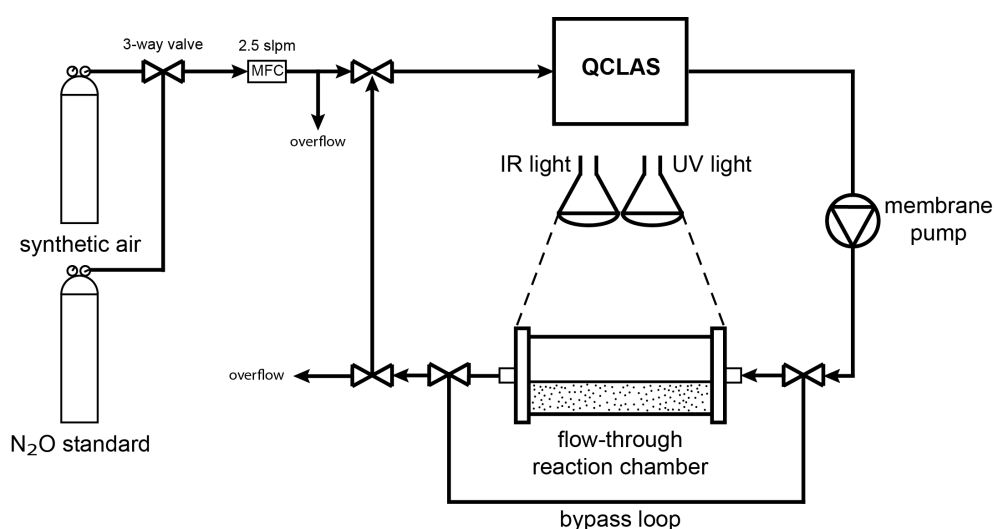 3-way valve
2.5 slpm
MFC
QCLAS
overflow
IR light
UV light
synthetic air
membrane
pump
overflow
N₂O standard
flow-through
reaction chamber
bypass loop